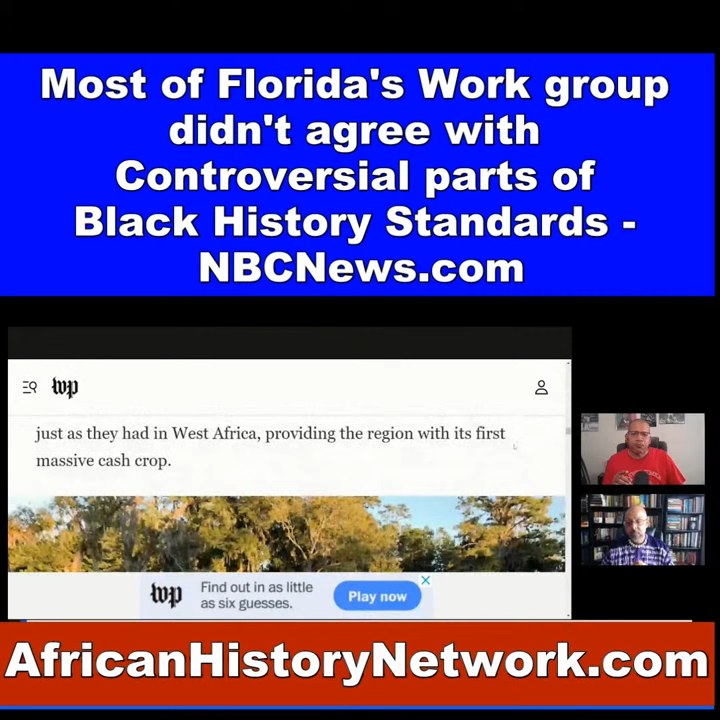 Most of Florida's Work group
didn't agree with
Controversial parts of
Black History Standards -
NBCNews.com
wp
just as they had in West Africa, providing the region with its first
massive cash crop.
wp
Find out in as little
as six guesses.
Play now
AfricanHistoryNetwork.com